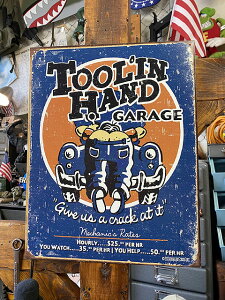 TOOL'IN
HAND
GARAGE
"Give us a crack at it"
Mechanic's Rates
HOURLY.....$25.⁰⁰ PER HR
YOU WATCH.....35.⁰⁰ PER HR | YOU HELP.....50.⁰⁰ PER HR